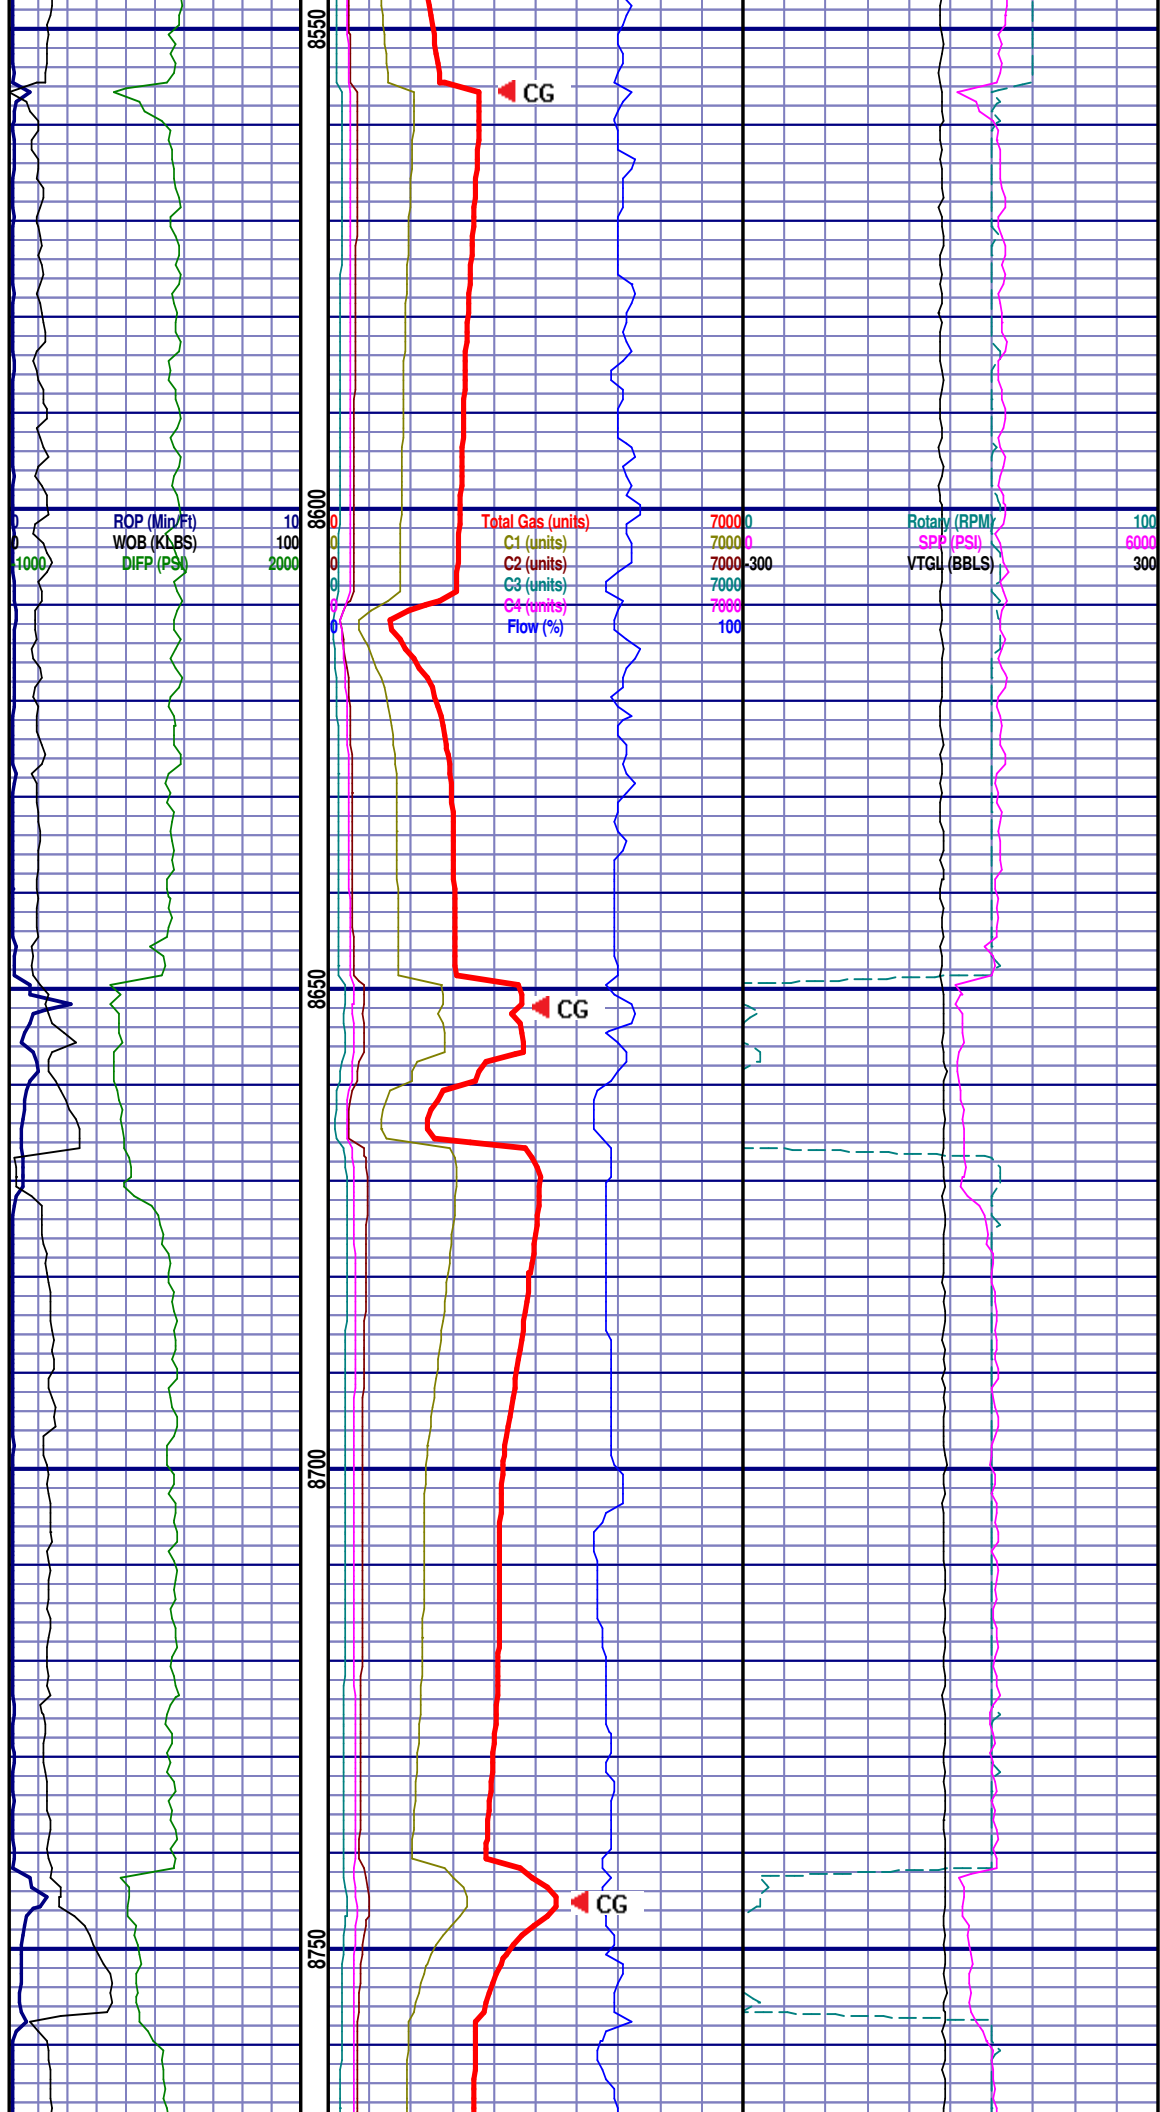 8550
CG
8600
0 ROP (Min/Ft) 10 0 Total Gas (units) 7000 0 Rotary (RPM) 100
0 WOB (KLBS) 100 0 C1 (units) 7000 0 SPP (PSI) 6000
-1000 DIFP (PSI) 2000 0 C2 (units) 7000 -300 VTGL (BBLS) 300
0 C3 (units) 7000
0 C4 (units) 7000
0 Flow (%) 100
8650
CG
8700
CG
8750